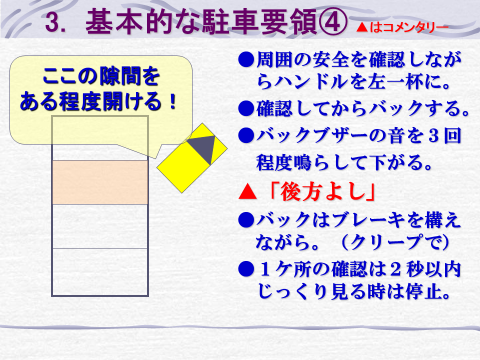 3. 基本的な駐車要領④ ▲はコメンタリー
ここの隙間を
ある程度開ける！
●周囲の安全を確認しなが
らハンドルを左一杯に。
●確認してからバックする。
●バックブザーの音を３回
程度鳴らして下がる。
▲「後方よし」
●バックはブレーキを構え
ながら。（クリープで）
●１ケ所の確認は２秒以内
じっくり見る時は停止。